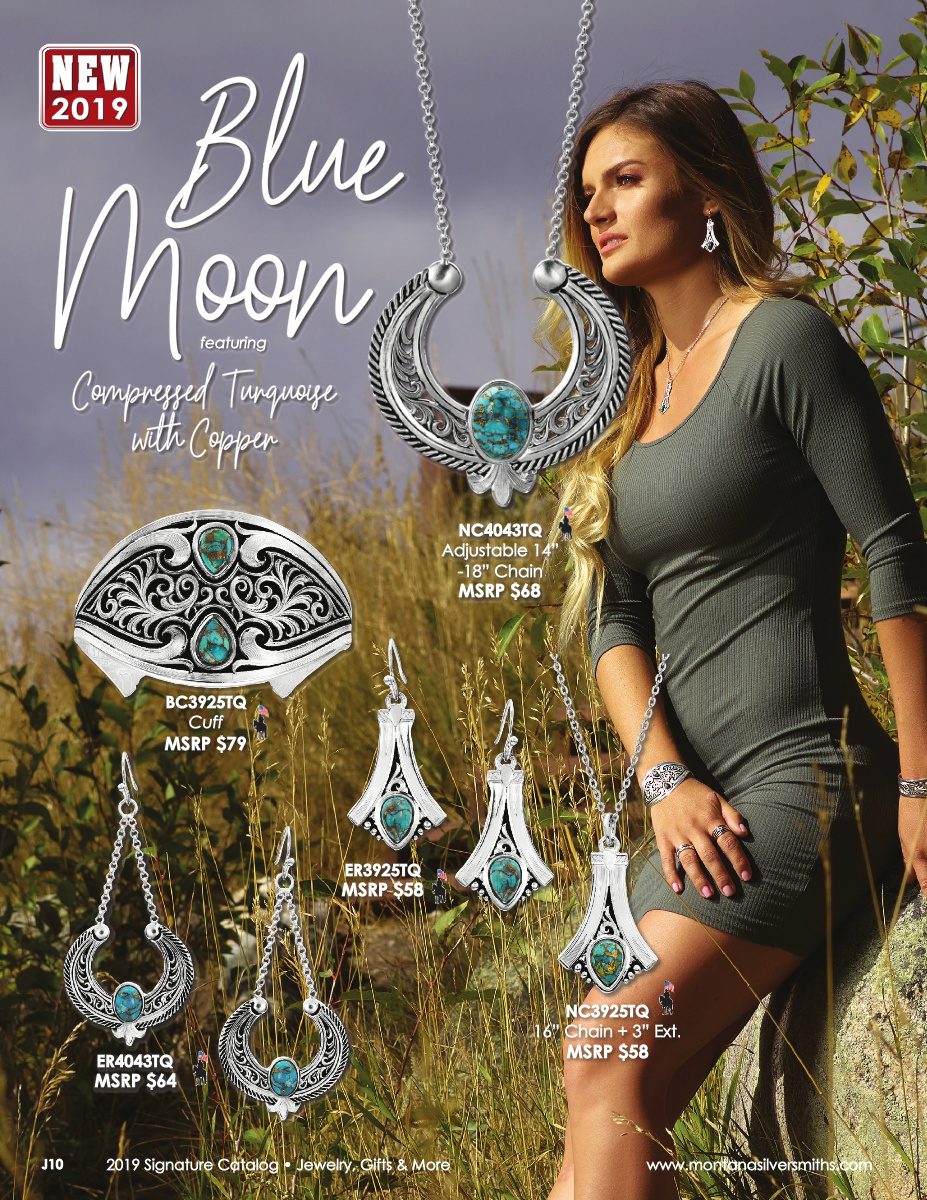 NEW
2019
Blue
Moon
featuring
Compressed Turquoise
with Copper
NC4043TQ
Adjustable 14"
-18" Chain
MSRP $68
BC3925TQ
Cuff
MSRP $79
ER3925TQ
MSRP $58
NC3925TQ
16" Chain + 3" Ext.
MSRP $58
ER4043TQ
MSRP $64
J10
2019 Signature Catalog • Jewelry, Gifts & More
www.montanasilversmiths.com